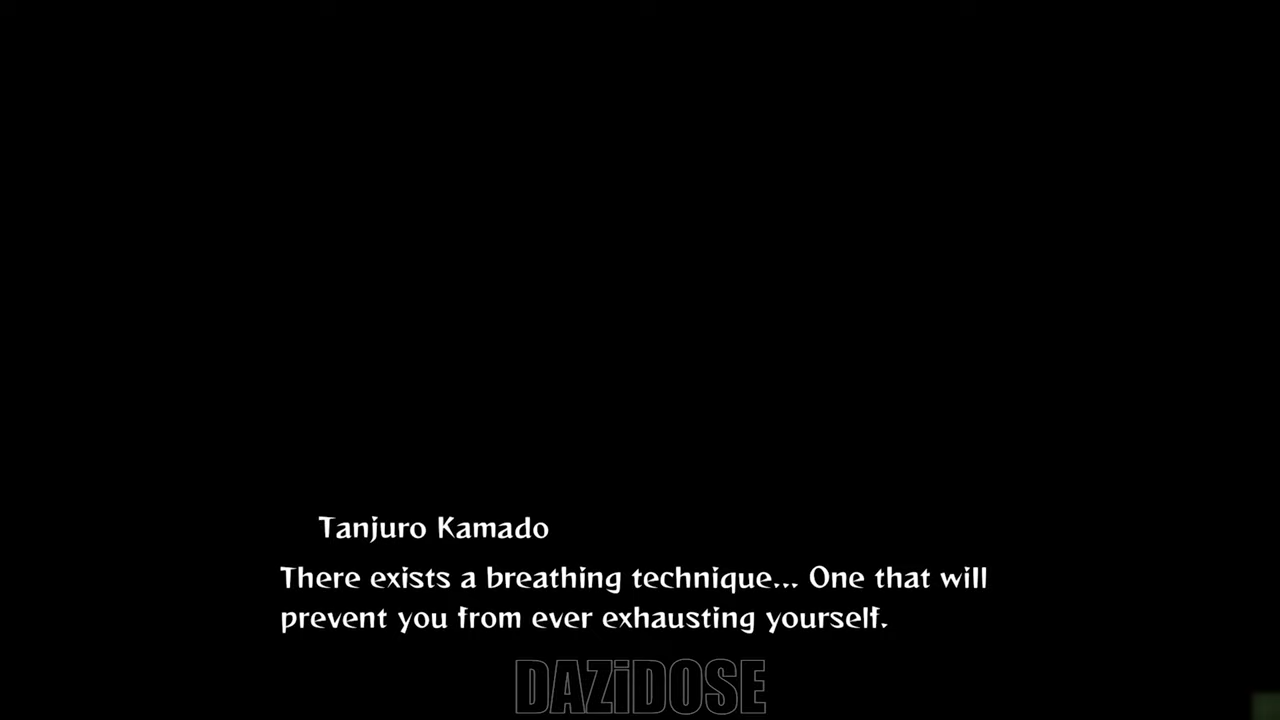 Tanjuro Kamado
There exists a breathing technique... One that will
prevent you from ever exhausting yourself.
DAZiDOSE